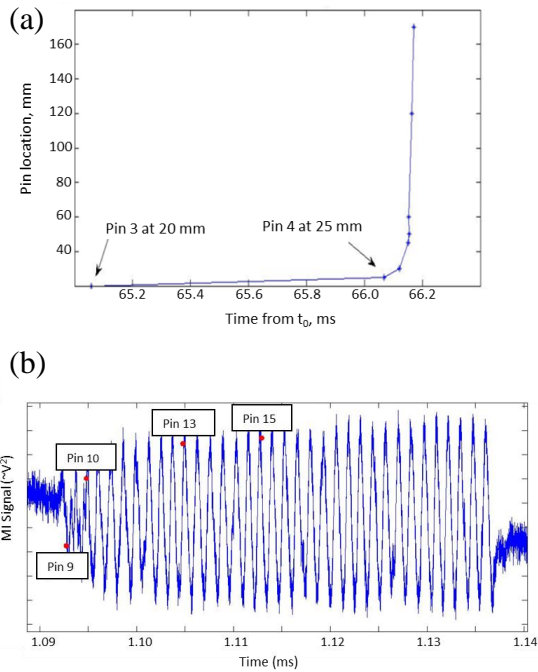 (a)
Pin location, mm
160
140
120
100
80
60
40
Pin 3 at 20 mm
Pin 4 at 25 mm
65.2 65.4 65.6 65.8 66.0 66.2
Time from t₀, ms
(b)
MI Signal (~V²)
Pin 9
Pin 10
Pin 13
Pin 15
1.09 1.10 1.11 1.12 1.13 1.14
Time (ms)